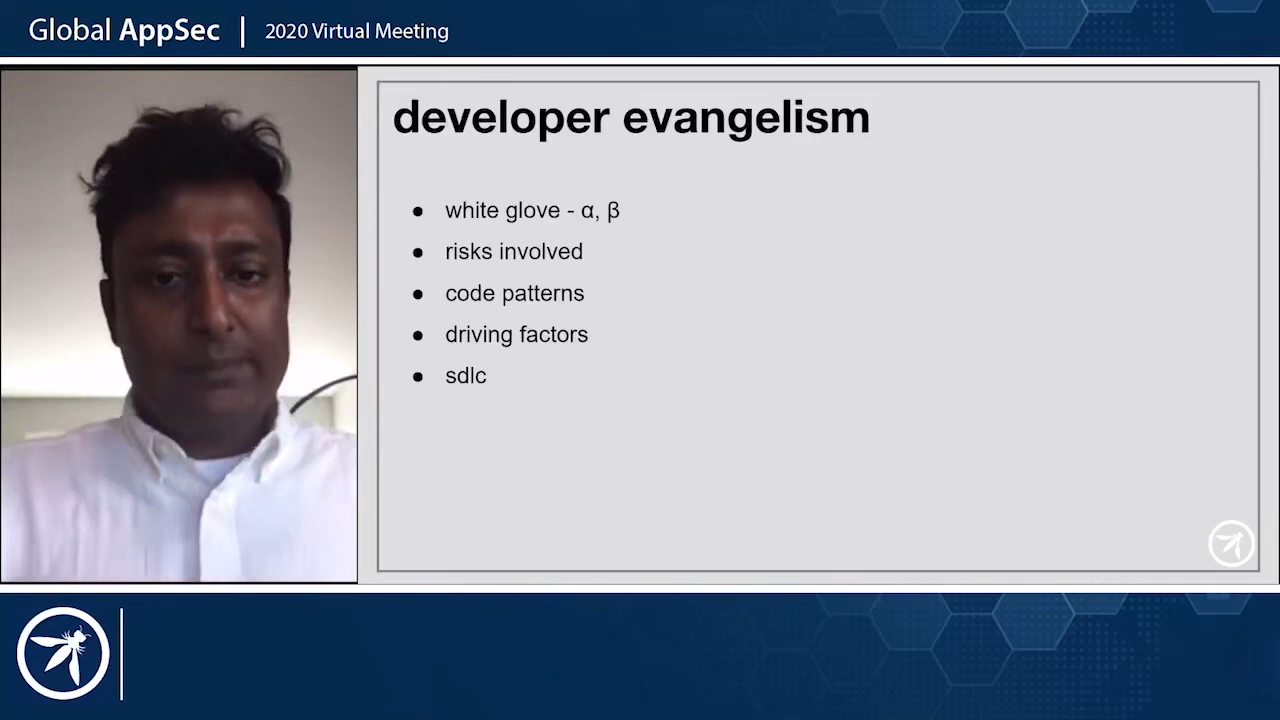 Global AppSec | 2020 Virtual Meeting
developer evangelism
● white glove - α, β
● risks involved
● code patterns
● driving factors
● sdlc